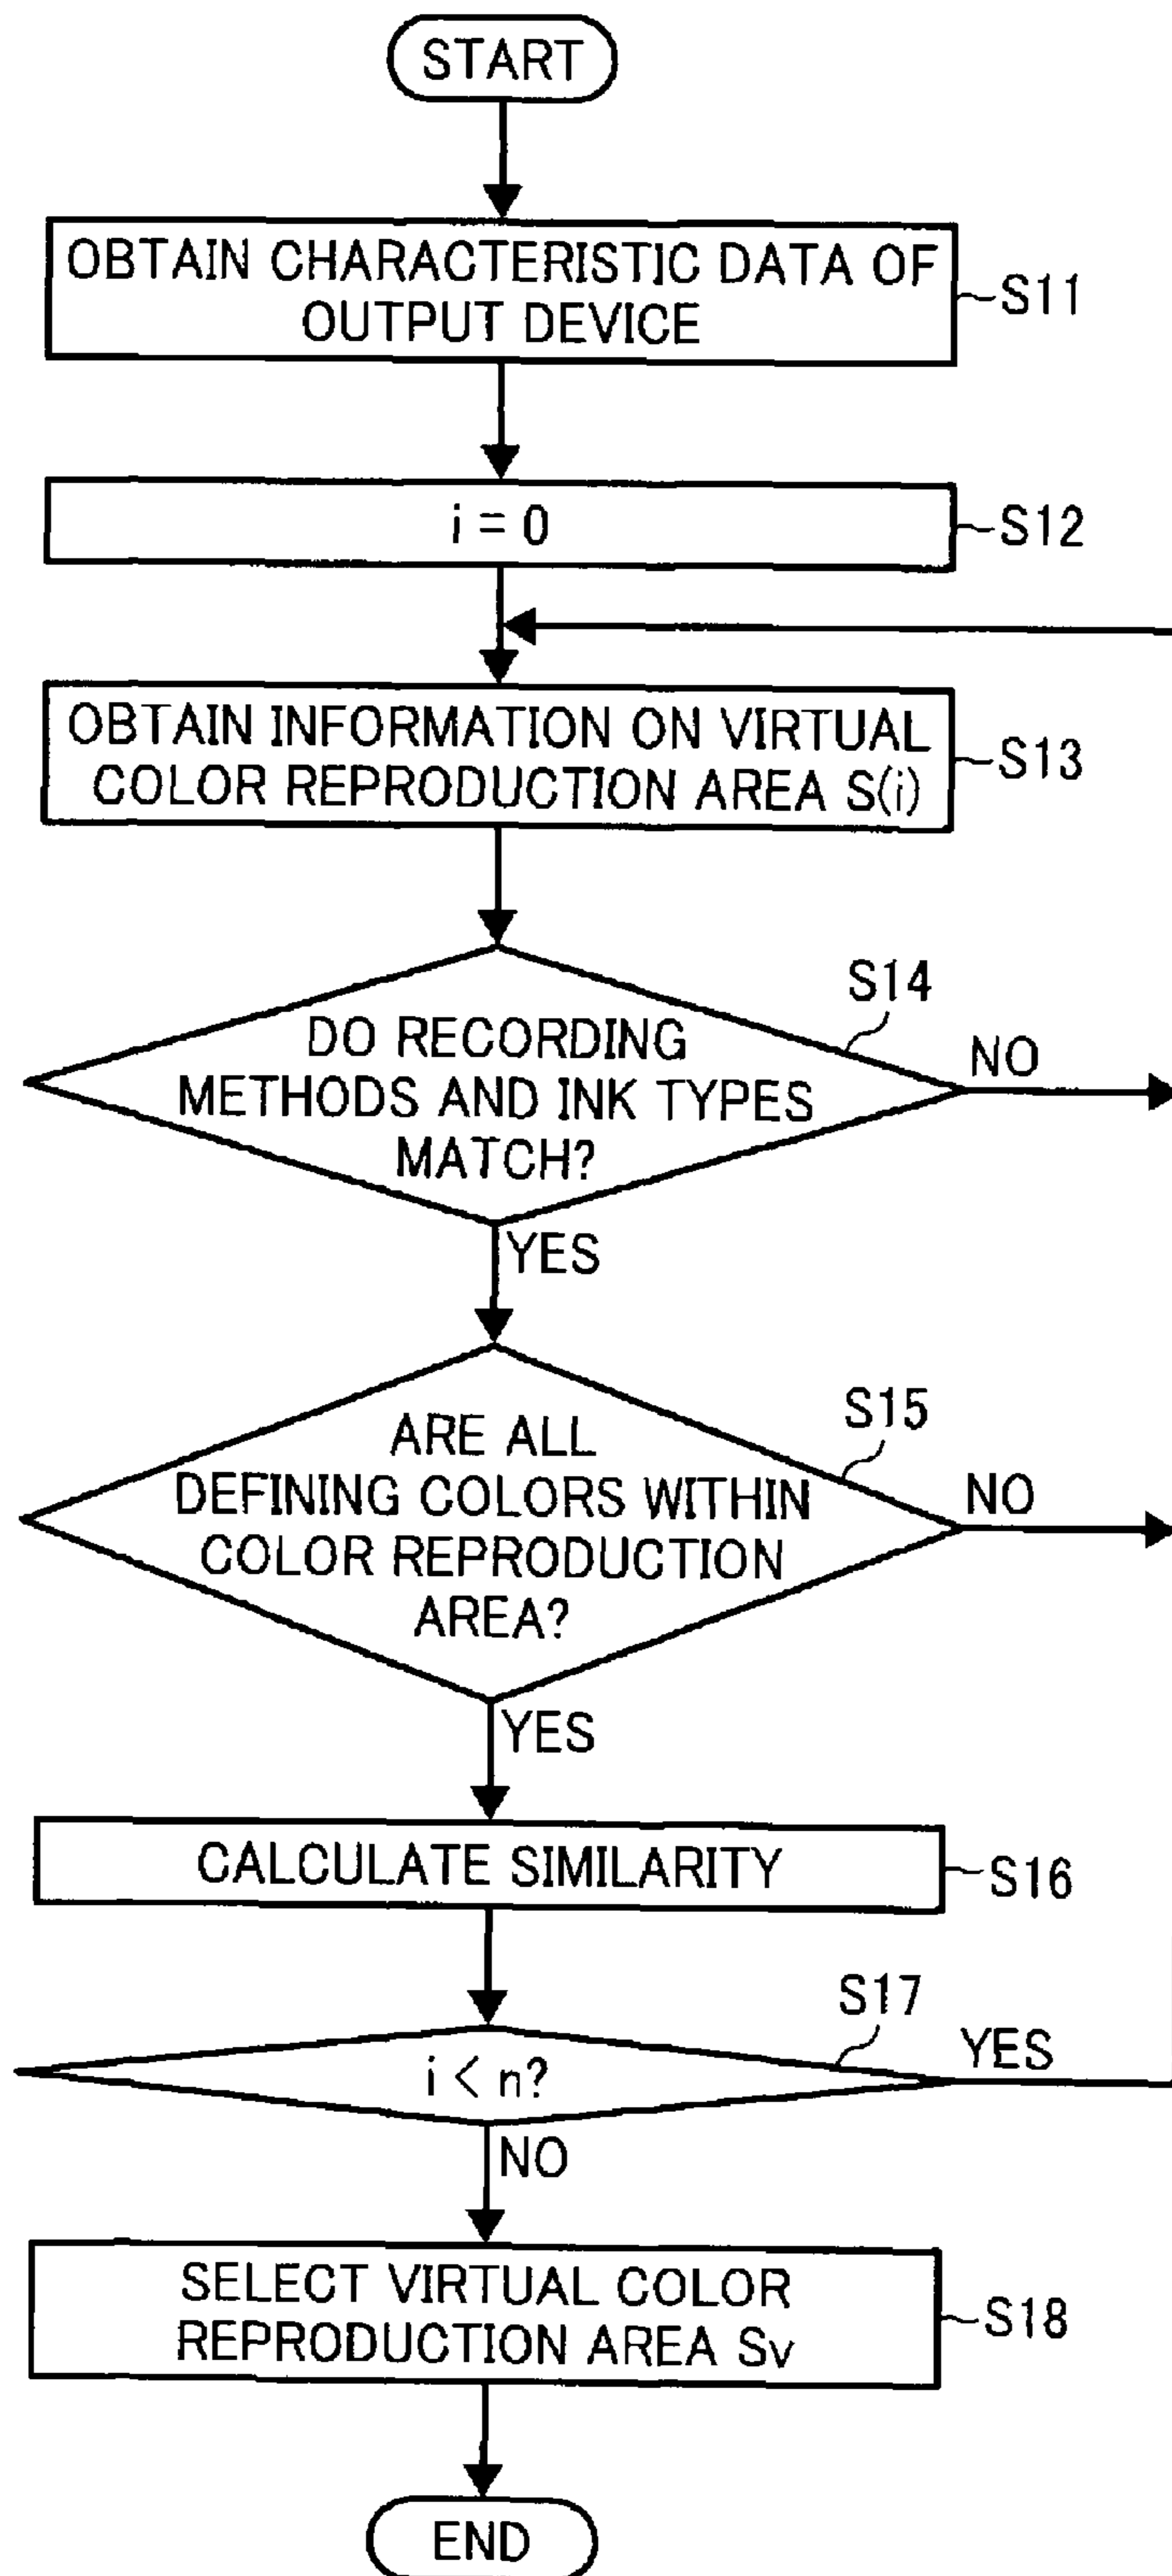 START
OBTAIN CHARACTERISTIC DATA OF
OUTPUT DEVICE
S11
i = 0
S12
OBTAIN INFORMATION ON VIRTUAL
COLOR REPRODUCTION AREA S(i)
S13
S14
DO RECORDING
METHODS AND INK TYPES
MATCH?
NO
YES
S15
ARE ALL
DEFINING COLORS WITHIN
COLOR REPRODUCTION
AREA?
NO
YES
CALCULATE SIMILARITY
S16
S17
i < n?
YES
NO
SELECT VIRTUAL COLOR
REPRODUCTION AREA Sv
S18
END